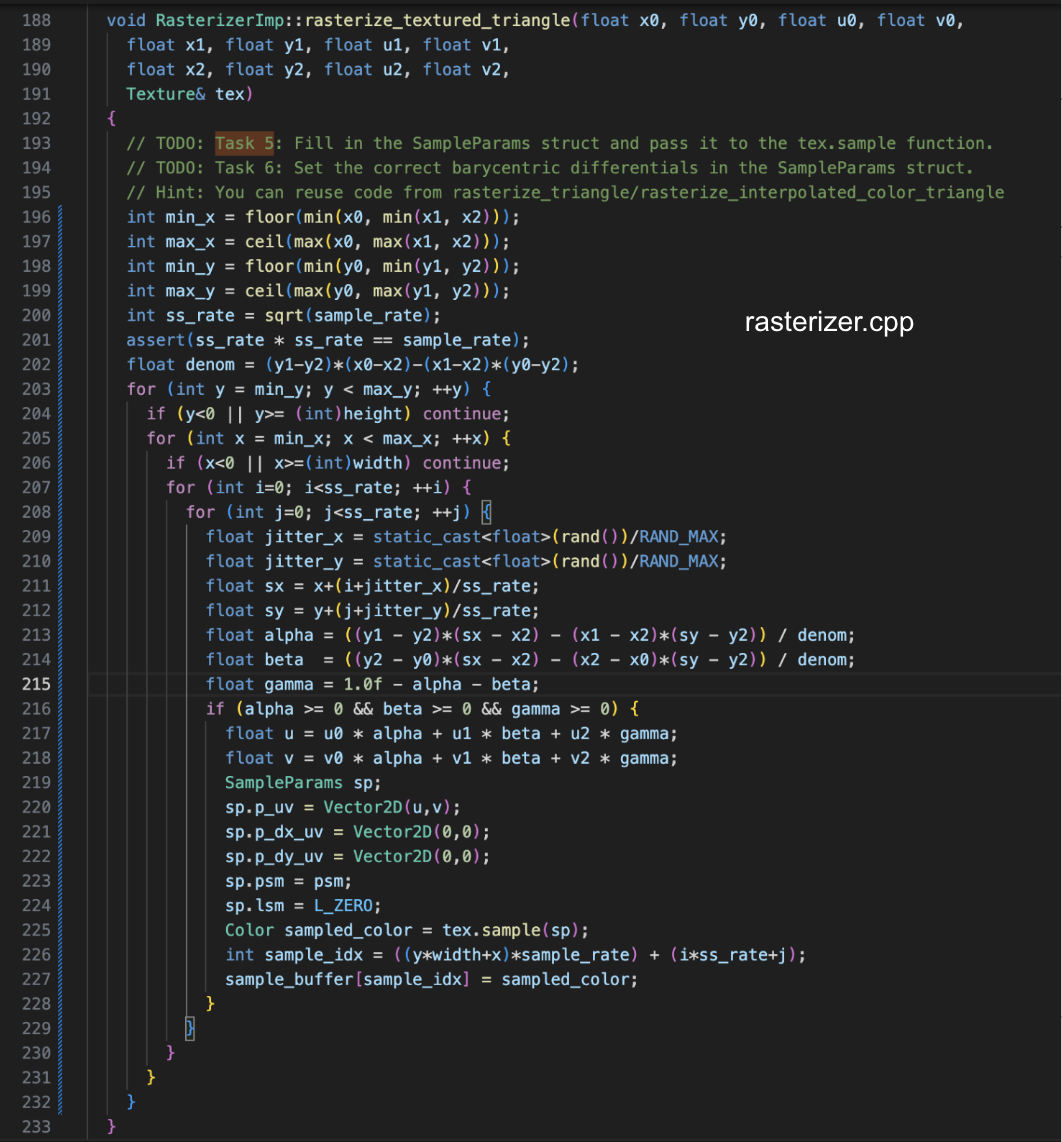 188 void RasterizerImp::rasterize_textured_triangle(float x0, float y0, float u0, float v0,
189 float x1, float y1, float u1, float v1,
190 float x2, float y2, float u2, float v2,
191 Texture& tex)
192 {
193 // TODO: Task 5: Fill in the SampleParams struct and pass it to the tex.sample function.
194 // TODO: Task 6: Set the correct barycentric differentials in the SampleParams struct.
195 // Hint: You can reuse code from rasterize_triangle/rasterize_interpolated_color_triangle
196 int min_x = floor(min(x0, min(x1, x2)));
197 int max_x = ceil(max(x0, max(x1, x2)));
198 int min_y = floor(min(y0, min(y1, y2)));
199 int max_y = ceil(max(y0, max(y1, y2)));
200 int ss_rate = sqrt(sample_rate);
rasterizer.cpp
201 assert(ss_rate * ss_rate == sample_rate);
202 float denom = (y1-y2)*(x0-x2)-(x1-x2)*(y0-y2);
203 for (int y = min_y; y < max_y; ++y) {
204 if (y<0 || y>= (int)height) continue;
205 for (int x = min_x; x < max_x; ++x) {
206 if (x<0 || x>=(int)width) continue;
207 for (int i=0; i<ss_rate; ++i) {
208 for (int j=0; j<ss_rate; ++j) {
209 float jitter_x = static_cast<float>(rand())/RAND_MAX;
210 float jitter_y = static_cast<float>(rand())/RAND_MAX;
211 float sx = x+(i+jitter_x)/ss_rate;
212 float sy = y+(j+jitter_y)/ss_rate;
213 float alpha = ((y1 - y2)*(sx - x2) - (x1 - x2)*(sy - y2)) / denom;
214 float beta  = ((y2 - y0)*(sx - x2) - (x2 - x0)*(sy - y2)) / denom;
215 float gamma = 1.0f - alpha - beta;
216 if (alpha >= 0 && beta >= 0 && gamma >= 0) {
217 float u = u0 * alpha + u1 * beta + u2 * gamma;
218 float v = v0 * alpha + v1 * beta + v2 * gamma;
219 SampleParams sp;
220 sp.p_uv = Vector2D(u,v);
221 sp.p_dx_uv = Vector2D(0,0);
222 sp.p_dy_uv = Vector2D(0,0);
223 sp.psm = psm;
224 sp.lsm = L_ZERO;
225 Color sampled_color = tex.sample(sp);
226 int sample_idx = ((y*width+x)*sample_rate) + (i*ss_rate+j);
227 sample_buffer[sample_idx] = sampled_color;
228 }
229 }
230 }
231 }
232 }
233 }